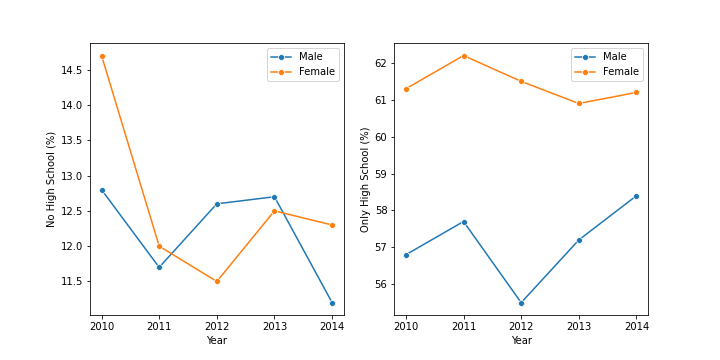 No High School (%)
14.5
14.0
13.5
13.0
12.5
12.0
11.5
2010 2011 2012 2013 2014
Year
Male
Female
Only High School (%)
62
61
60
59
58
57
56
2010 2011 2012 2013 2014
Year
Male
Female